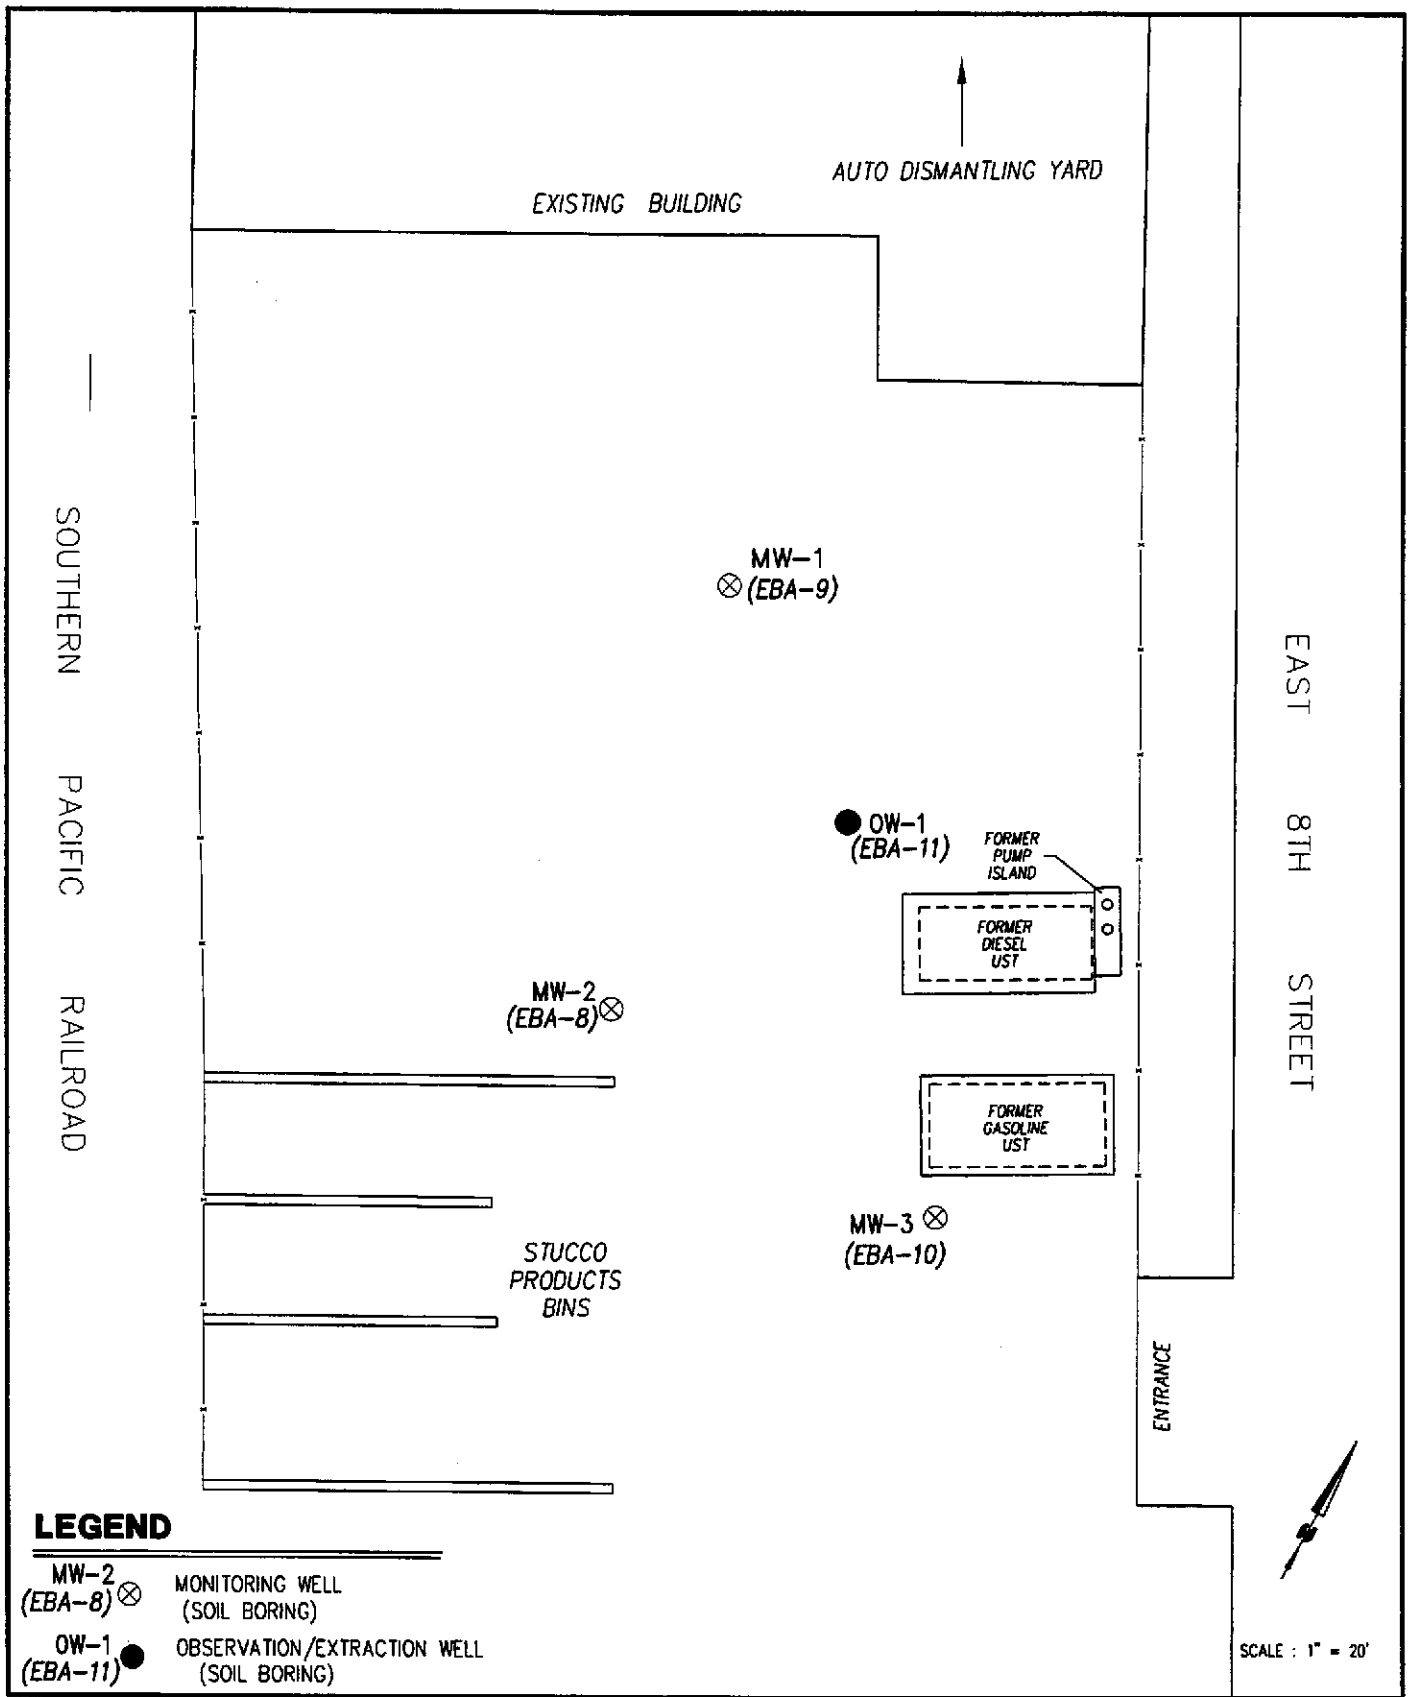 AUTO DISMANTLING YARD
EXISTING BUILDING
MW-1
(EBA-9)
SOUTHERN PACIFIC RAILROAD
EAST 8TH STREET
OW-1
(EBA-11)
FORMER
PUMP
ISLAND
FORMER
DIESEL
UST
MW-2
(EBA-8)
FORMER
GASOLINE
UST
MW-3
(EBA-10)
STUCCO
PRODUCTS
BINS
ENTRANCE
LEGEND
MW-2
(EBA-8)
MONITORING WELL
(SOIL BORING)
OW-1
(EBA-11)
OBSERVATION/EXTRACTION WELL
(SOIL BORING)
SCALE : 1" = 20'